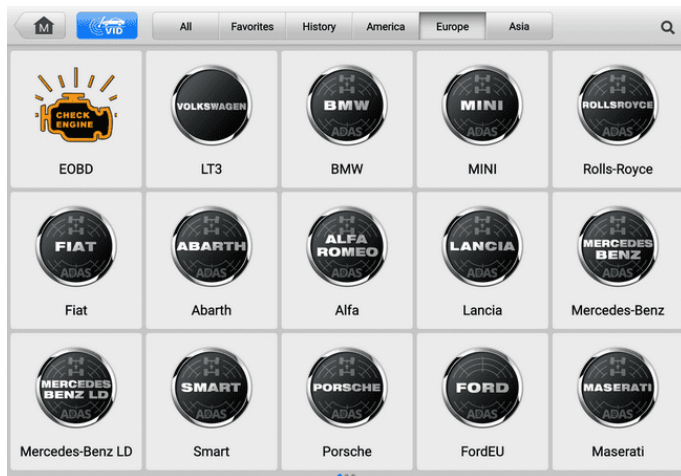 M
VID
All
Favorites
History
America
Europe
Asia
CHECK
ENGINE
EOBD
VOLKSWAGEN
LT3
BMW
ADAS
BMW
MINI
ADAS
MINI
ROLLSROYCE
ADAS
Rolls-Royce
FIAT
ADAS
Fiat
ABARTH
ADAS
Abarth
ALFA
ROMEO
ADAS
Alfa
LANCIA
ADAS
Lancia
MERCEDES
BENZ
ADAS
Mercedes-Benz
MERCEDES
BENZ LD
ADAS
Mercedes-Benz LD
SMART
ADAS
Smart
PORSCHE
ADAS
Porsche
FORD
ADAS
FordEU
MASERATI
ADAS
Maserati